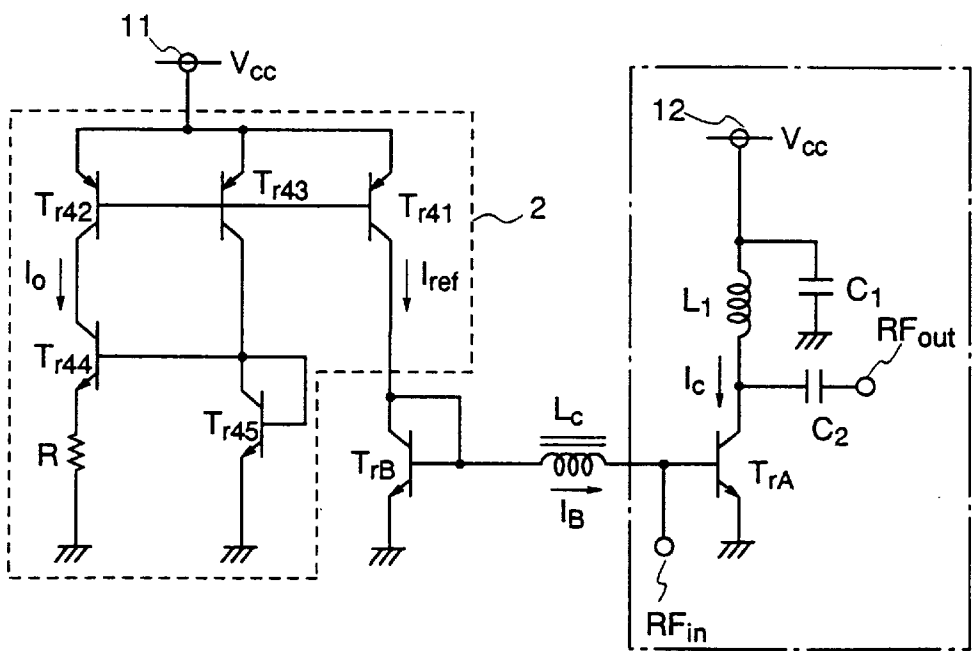 11
Vcc
12
Vcc
Tr42
Tr43
Tr41
2
Io
Iref
L1
C1
RFout
Tr44
Ic
C2
R
Tr45
TrB
Lc
IB
TrA
RFin